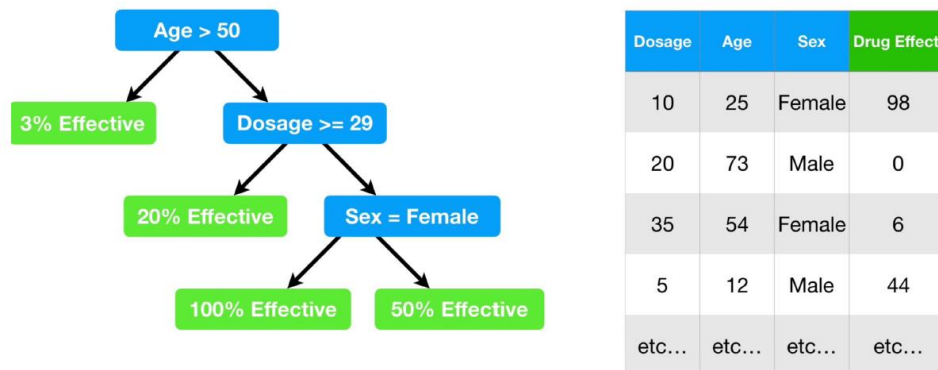 Age > 50
3% Effective
Dosage >= 29
20% Effective
Sex = Female
100% Effective
50% Effective
Dosage Age Sex Drug Effect
10 25 Female 98
20 73 Male 0
35 54 Female 6
5 12 Male 44
etc... etc... etc... etc...